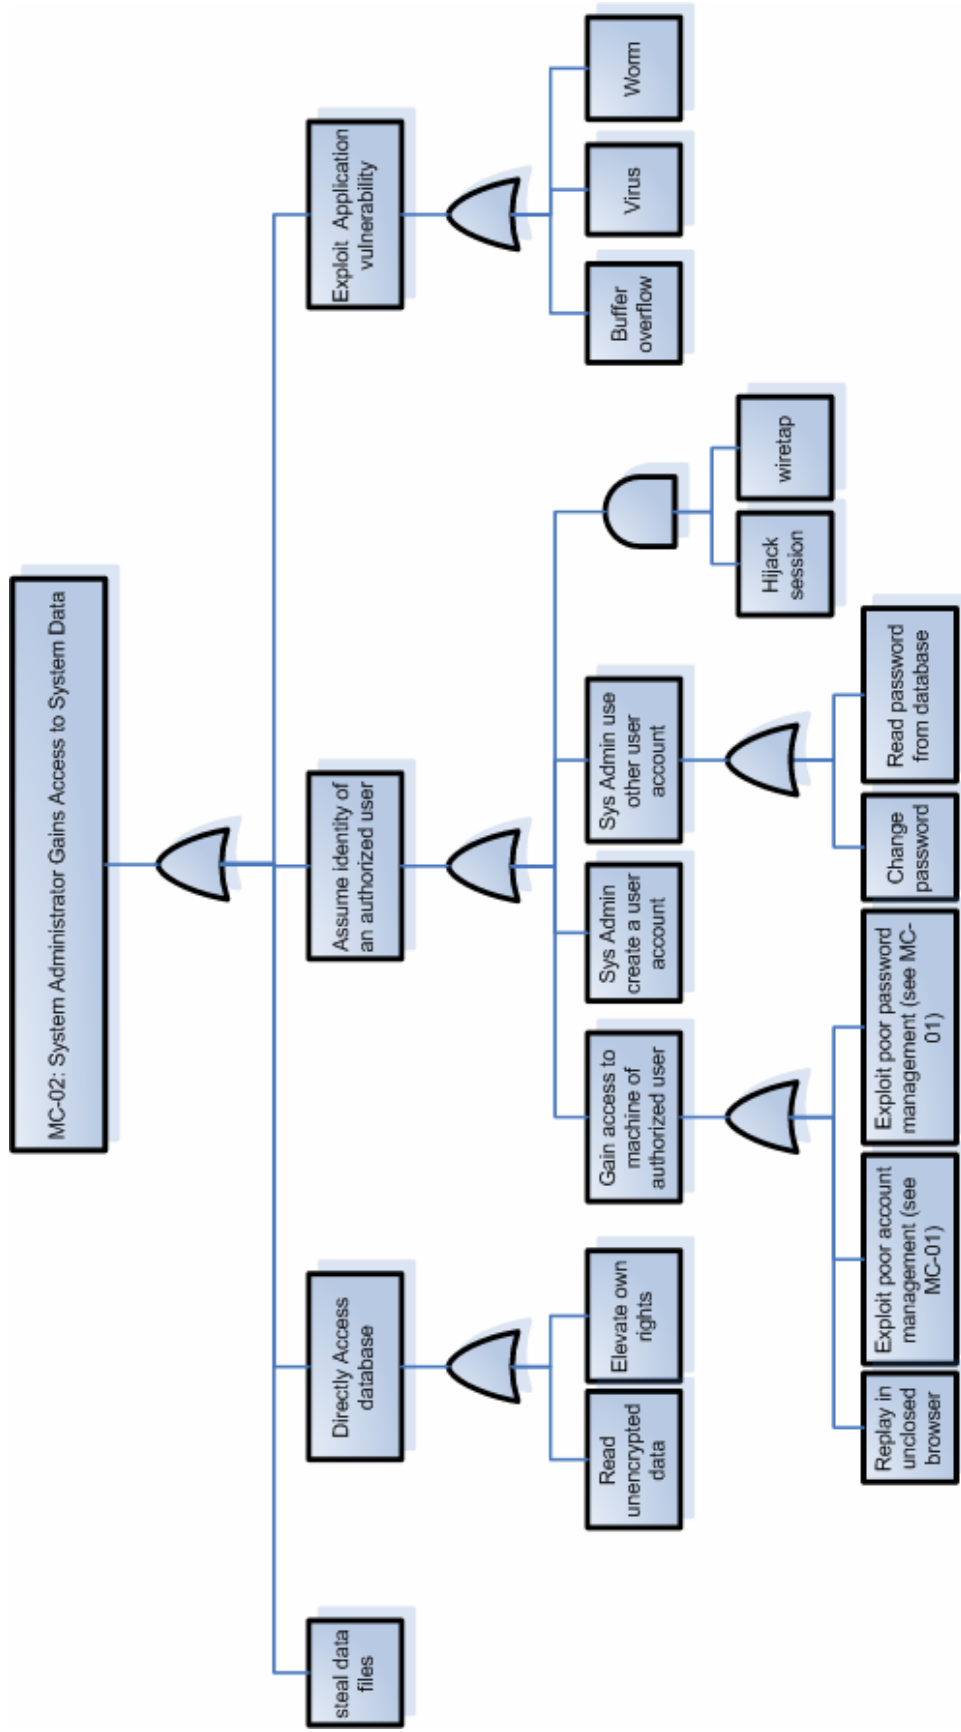 MC-02: System Administrator Gains Access to System Data
steal data
files
Directly Access
database
Assume identity of
an authorized user
Exploit  Application
vulnerability
Read
unencrypted
data
Elevate own
rights
Gain access to
machine of
authorized user
Sys Admin
create a user
account
Sys Admin use
other user
account
Buffer
overflow
Virus
Worm
Hijack
session
wiretap
Replay in
unclosed
browser
Exploit poor account
management (see
MC-01)
Exploit poor password
management (see MC-
01)
Change
password
Read password
from database